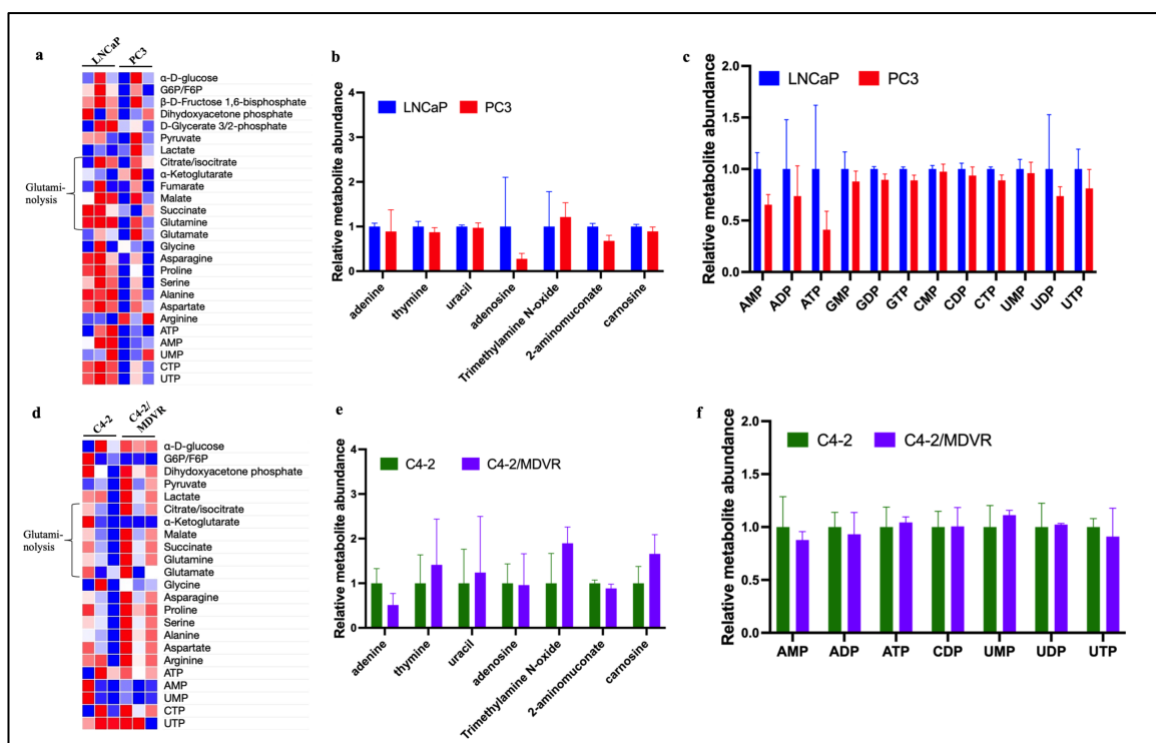 a
LNCaP
PC3
α-D-glucose
G6P/F6P
β-D-Fructose 1,6-bisphosphate
Dihydoxyacetone phosphate
D-Glycerate 3/2-phosphate
Pyruvate
Lactate
Citrate/isocitrate
α-Ketoglutarate
Fumarate
Malate
Succinate
Glutamine
Glutamate
Glycine
Asparagine
Proline
Serine
Alanine
Aspartate
Arginine
ATP
AMP
UMP
CTP
UTP
Glutami-
nolysis
b
LNCaP
PC3
Relative metabolite abundance
4
3
2
1
0
adenine
thymine
uracil
adenosine
Trimethylamine N-oxide
2-aminomuconate
carnosine
c
LNCaP
PC3
Relative metabolite abundance
2.0
1.5
1.0
0.5
0.0
AMP
ADP
ATP
GMP
GDP
GTP
CMP
CDP
CTP
UMP
UDP
UTP
d
C4-2
C4-2/
MDVR
α-D-glucose
G6P/F6P
Dihydoxyacetone phosphate
Pyruvate
Lactate
Citrate/isocitrate
α-Ketoglutarate
Malate
Succinate
Glutamine
Glutamate
Glycine
Asparagine
Proline
Serine
Alanine
Aspartate
Arginine
ATP
AMP
UMP
CTP
UTP
Glutami-
nolysis
e
C4-2
C4-2/MDVR
Relative metabolite abundance
4
3
2
1
0
adenine
thymine
uracil
adenosine
Trimethylamine N-oxide
2-aminomuconate
carnosine
f
C4-2
C4-2/MDVR
Relative metabolite abundance
2.0
1.5
1.0
0.5
0.0
AMP
ADP
ATP
CDP
UMP
UDP
UTP